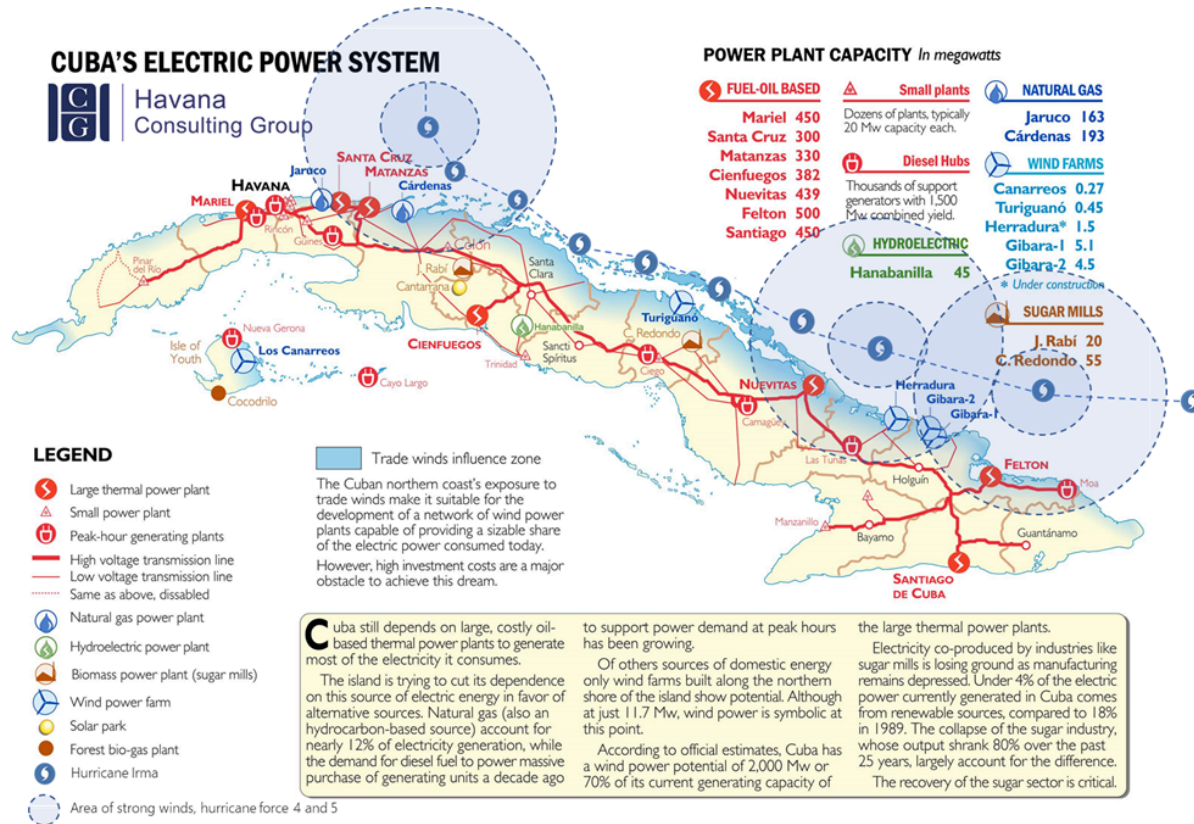 CUBA'S ELECTRIC POWER SYSTEM
C
G
Havana
Consulting Group
POWER PLANT CAPACITY In megawatts
FUEL-OIL BASED
Mariel 450
Santa Cruz 300
Matanzas 330
Cienfuegos 382
Nuevitas 439
Felton 500
Santiago 450
Small plants
Dozens of plants, typically
20 Mw capacity each.
Diesel Hubs
Thousands of support
generators with 1,500
Mw combined yield.
HYDROELECTRIC
Hanabanilla 45
NATURAL GAS
Jaruco 163
Cárdenas 193
WIND FARMS
Canarreos 0.27
Turiguanó 0.45
Herradura* 1.5
Gibara-1 5.1
Gibara-2 4.5
* Under construction
SUGAR MILLS
J. Rabí 20
C. Redondo 55
SANTA CRUZ
Jaruco
MATANZAS
Cárdenas
HAVANA
MARIEL
Rincón
Güines
Colón
Pinar
del Río
J. Rabí
Cantarrana
Santa
Clara
Turiguanó
Hanabanilla
C. Redondo
CIENFUEGOS
Nueva Gerona
Isle of
Youth
Los Canarreos
Trinidad
Sancti
Spíritus
Ciego
Cayo Largo
Cocodrilo
NUEVITAS
Herradura
Gibara-2
Gibara-1
Camagüey
Las Tunas
Holguín
FELTON
Moa
Manzanillo
Bayamo
Guantánamo
SANTIAGO
DE CUBA
LEGEND
Large thermal power plant
Small power plant
Peak-hour generating plants
High voltage transmission line
Low voltage transmission line
Same as above, dissabled
Natural gas power plant
Hydroelectric power plant
Biomass power plant (sugar mills)
Wind power farm
Solar park
Forest bio-gas plant
Hurricane Irma
Area of strong winds, hurricane force 4 and 5
Trade winds influence zone
The Cuban northern coast's exposure to
trade winds make it suitable for the
development of a network of wind power
plants capable of providing a sizable share
of the electric power consumed today.
However, high investment costs are a major
obstacle to achieve this dream.
Cuba still depends on large, costly oil-
based thermal power plants to generate
most of the electricity it consumes.
The island is trying to cut its dependence
on this source of electric energy in favor of
alternative sources. Natural gas (also an
hydrocarbon-based source) account for
nearly 12% of electricity generation, while
the demand for diesel fuel to power massive
purchase of generating units a decade ago
to support power demand at peak hours
has been growing.
Of others sources of domestic energy
only wind farms built along the northern
shore of the island show potential. Although
at just 11.7 Mw, wind power is symbolic at
this point.
According to official estimates, Cuba has
a wind power potential of 2,000 Mw or
70% of its current generating capacity of
the large thermal power plants.
Electricity co-produced by industries like
sugar mills is losing ground as manufacturing
remains depressed. Under 4% of the electric
power currently generated in Cuba comes
from renewable sources, compared to 18%
in 1989. The collapse of the sugar industry,
whose output shrank 80% over the past
25 years, largely account for the difference.
The recovery of the sugar sector is critical.